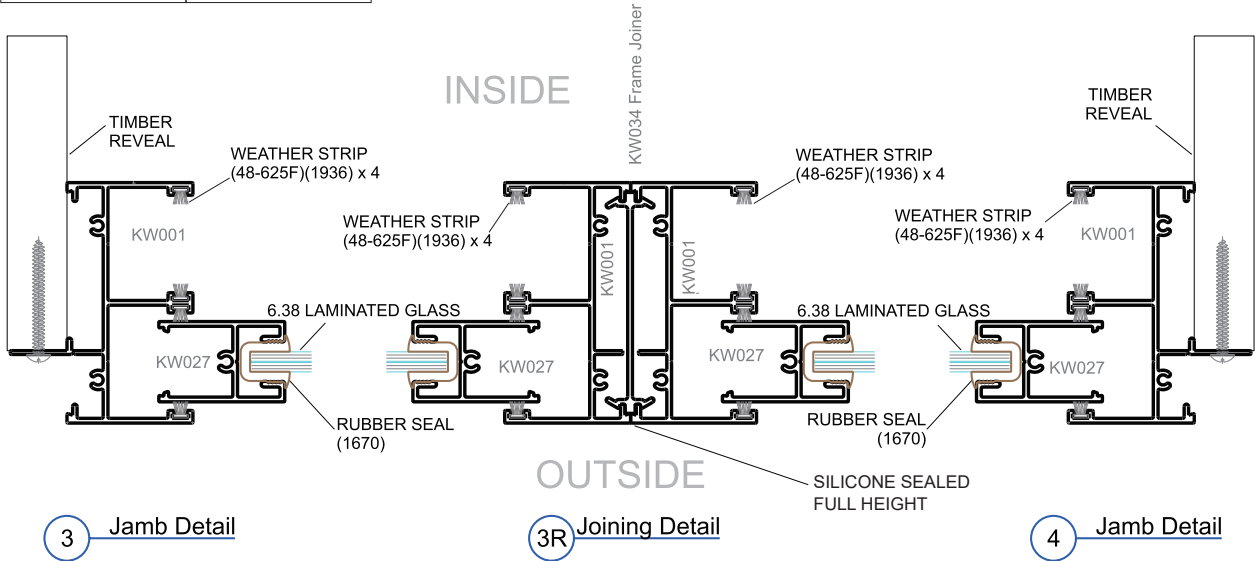 INSIDE
KW034 Frame Joiner
TIMBER
REVEAL
WEATHER STRIP
(48-625F)(1936) x 4
WEATHER STRIP
(48-625F)(1936) x 4
WEATHER STRIP
(48-625F)(1936) x 4
WEATHER STRIP
(48-625F)(1936) x 4
TIMBER
REVEAL
KW001
KW001
KW001
KW001
6.38 LAMINATED GLASS
6.38 LAMINATED GLASS
KW027
KW027
KW027
KW027
RUBBER SEAL
(1670)
RUBBER SEAL
(1670)
OUTSIDE
SILICONE SEALED
FULL HEIGHT
3 Jamb Detail
3R Joining Detail
4 Jamb Detail